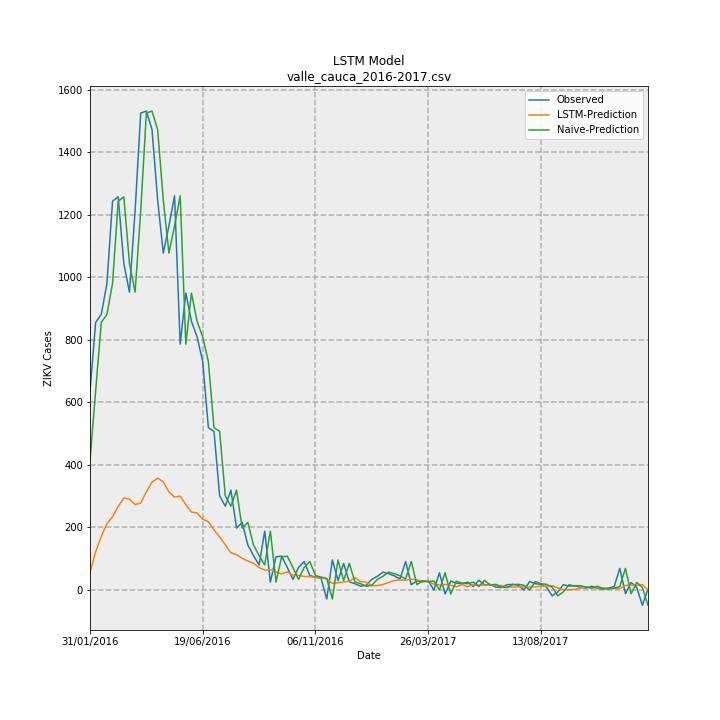 LSTM Model
valle_cauca_2016-2017.csv
Observed
LSTM-Prediction
Naive-Prediction
1600
1400
1200
1000
800
600
400
200
0
ZIKV Cases
31/01/2016 19/06/2016 06/11/2016 26/03/2017 13/08/2017
Date